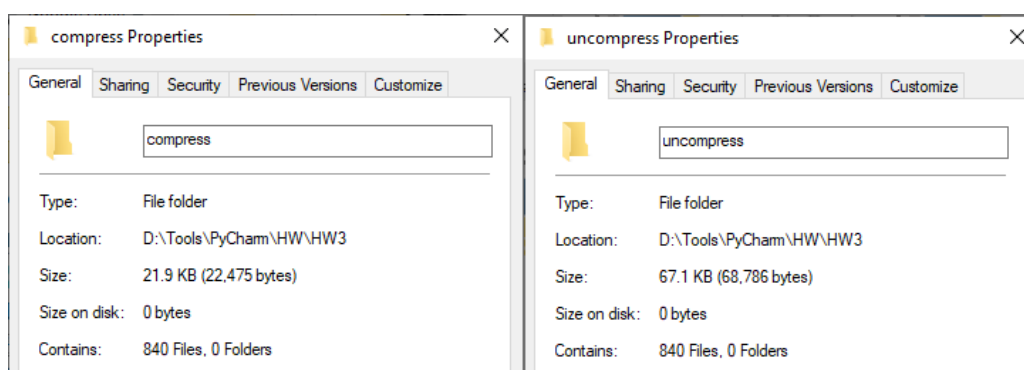 compress Properties
General Sharing Security Previous Versions Customize
compress
Type: File folder
Location: D:\Tools\PyCharm\HW\HW3
Size: 21.9 KB (22,475 bytes)
Size on disk: 0 bytes
Contains: 840 Files, 0 Folders
uncompress Properties
General Sharing Security Previous Versions Customize
uncompress
Type: File folder
Location: D:\Tools\PyCharm\HW\HW3
Size: 67.1 KB (68,786 bytes)
Size on disk: 0 bytes
Contains: 840 Files, 0 Folders